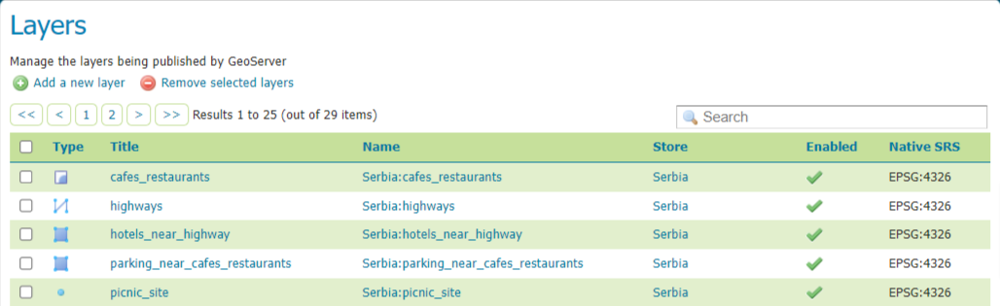 Layers
Manage the layers being published by GeoServer
Add a new layer Remove selected layers
<< < 1 2 > >> Results 1 to 25 (out of 29 items) Search
Type Title Name Store Enabled Native SRS
cafes_restaurants Serbia:cafes_restaurants Serbia EPSG:4326
highways Serbia:highways Serbia EPSG:4326
hotels_near_highway Serbia:hotels_near_highway Serbia EPSG:4326
parking_near_cafes_restaurants Serbia:parking_near_cafes_restaurants Serbia EPSG:4326
picnic_site Serbia:picnic_site Serbia EPSG:4326